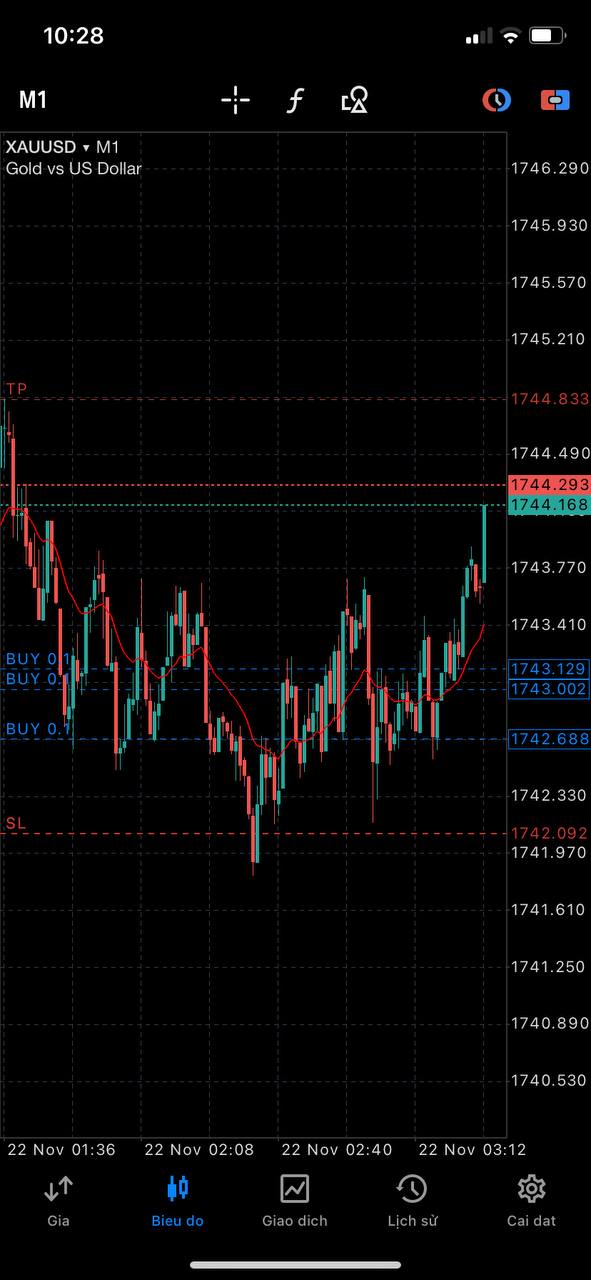 10:28
M1
XAUUSD ▾ M1
Gold vs US Dollar
1746.290
1745.930
1745.570
1745.210
TP
1744.833
1744.490
1744.293
1744.168
1743.770
1743.410
BUY 0.1
1743.129
BUY 0.1
1743.002
BUY 0.1
1742.688
1742.330
SL
1742.092
1741.970
1741.610
1741.250
1740.890
1740.530
22 Nov 01:36
22 Nov 02:08
22 Nov 02:40
22 Nov 03:12
Gia
Bieu do
Giao dich
Lịch sử
Cai dat